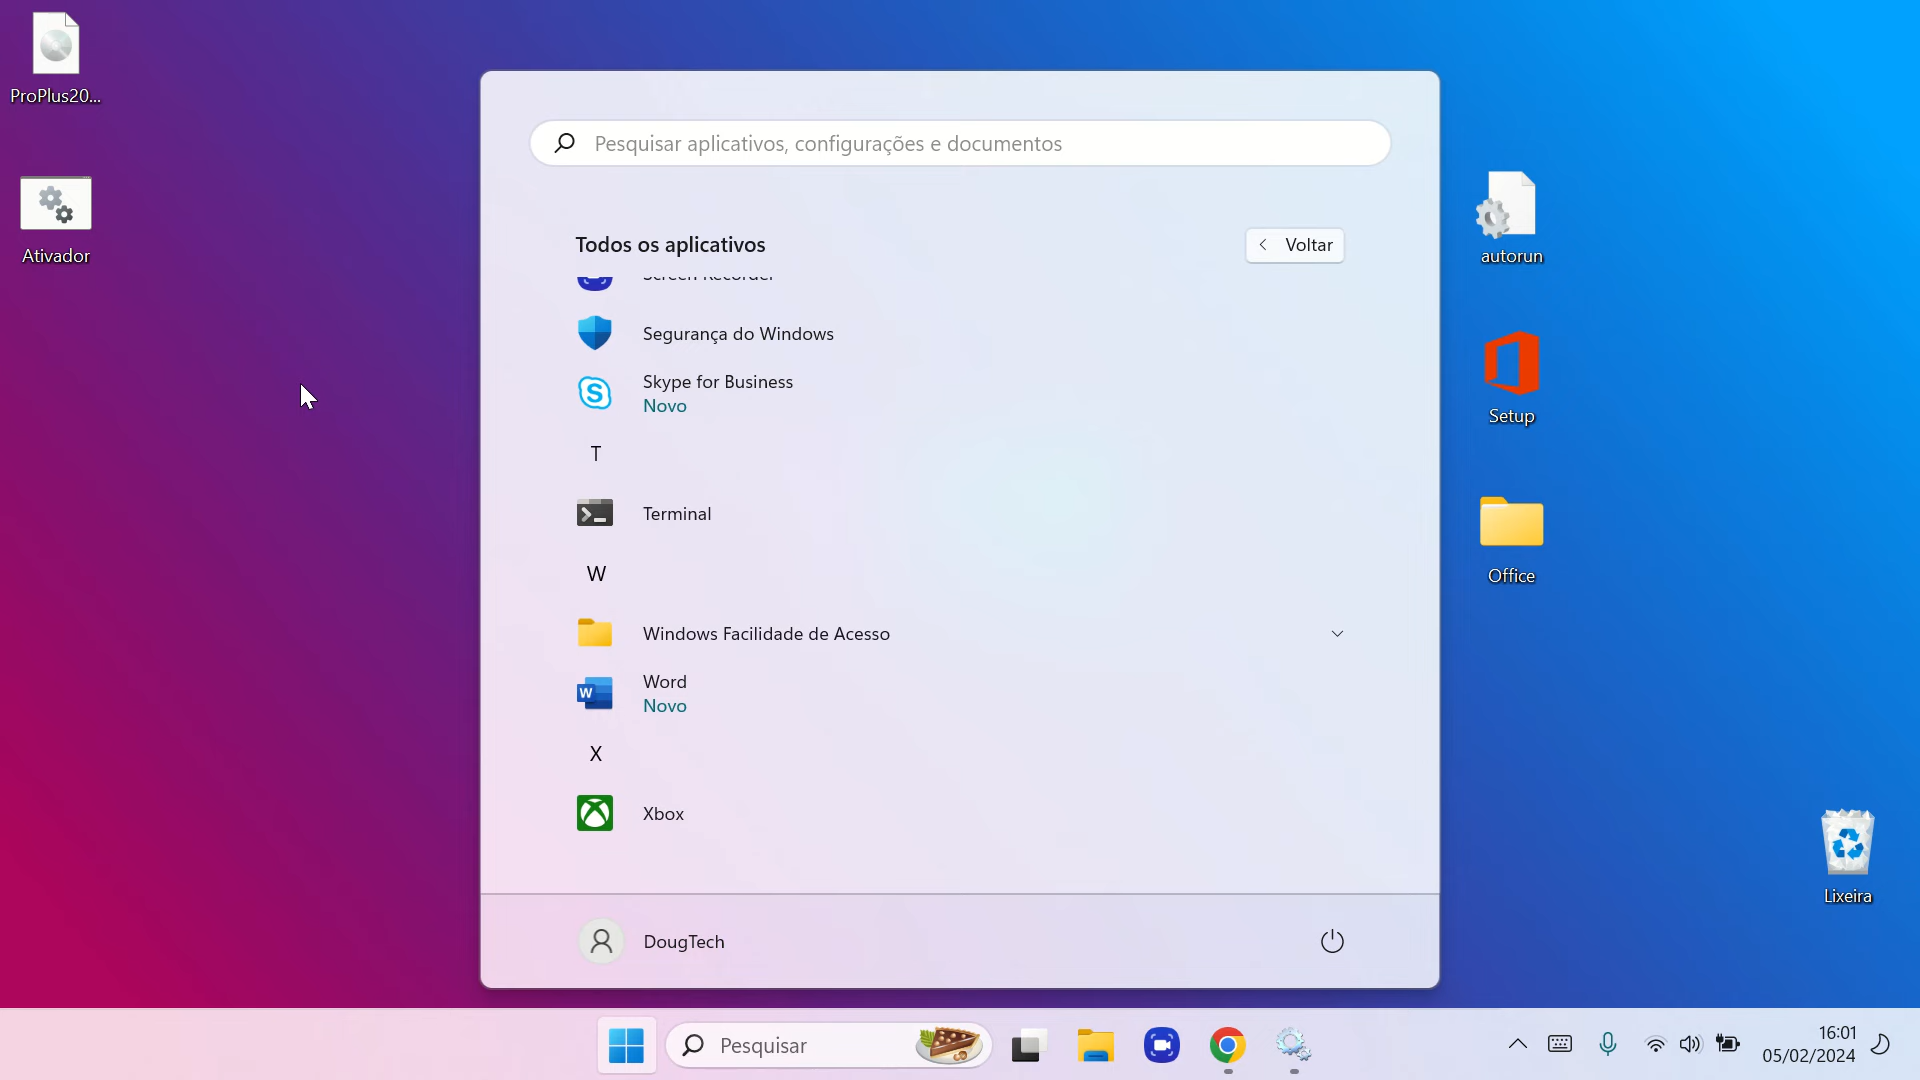 ProPlus20...
Ativador
Pesquisar aplicativos, configurações e documentos
Todos os aplicativos
Voltar
Screen Recorder
Segurança do Windows
Skype for Business
Novo
T
Terminal
W
Windows Facilidade de Acesso
Word
Novo
X
Xbox
DougTech
autorun
Setup
Office
Lixeira
Pesquisar
16:01
05/02/2024